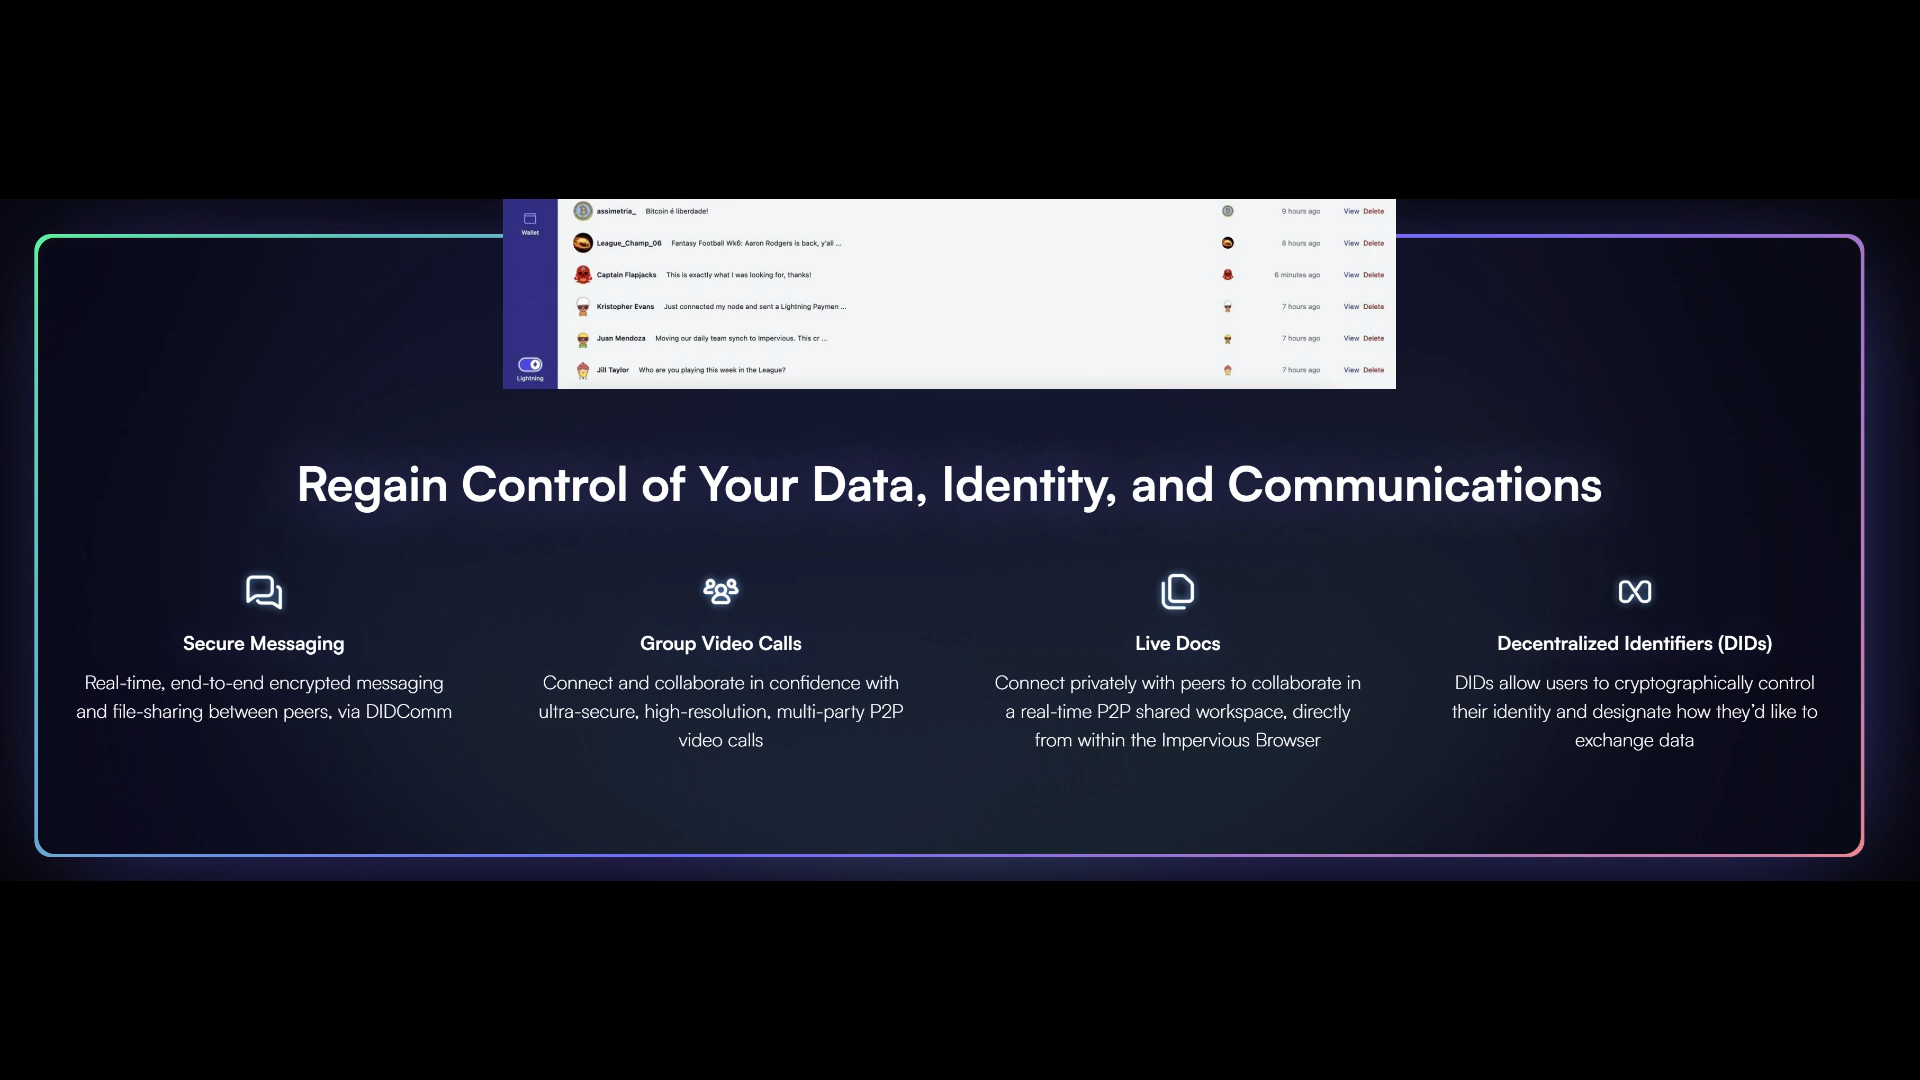 assimetria_ Bitcoin é liberdade! 9 hours ago View Delete
Wallet
League_Champ_06 Fantasy Football Wk6: Aaron Rodgers is back, y'all ... 8 hours ago View Delete
Captain Flapjacks This is exactly what I was looking for, thanks! 6 minutes ago View Delete
Kristopher Evans Just connected my node and sent a Lightning Paymen ... 7 hours ago View Delete
Juan Mendoza Moving our daily team synch to Impervious. This cr ... 7 hours ago View Delete
Jill Taylor Who are you playing this week in the League? 7 hours ago View Delete
Lightning
Regain Control of Your Data, Identity, and Communications
Secure Messaging
Real-time, end-to-end encrypted messaging
and file-sharing between peers, via DIDComm
Group Video Calls
Connect and collaborate in confidence with
ultra-secure, high-resolution, multi-party P2P
video calls
Live Docs
Connect privately with peers to collaborate in
a real-time P2P shared workspace, directly
from within the Impervious Browser
Decentralized Identifiers (DIDs)
DIDs allow users to cryptographically control
their identity and designate how they’d like to
exchange data